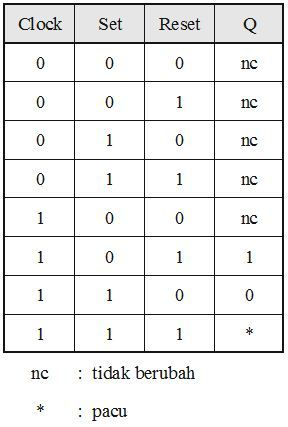 Clock Set Reset Q
0 0 0 nc
0 0 1 nc
0 1 0 nc
0 1 1 nc
1 0 0 nc
1 0 1 1
1 1 0 0
1 1 1 *
nc : tidak berubah
* : pacu